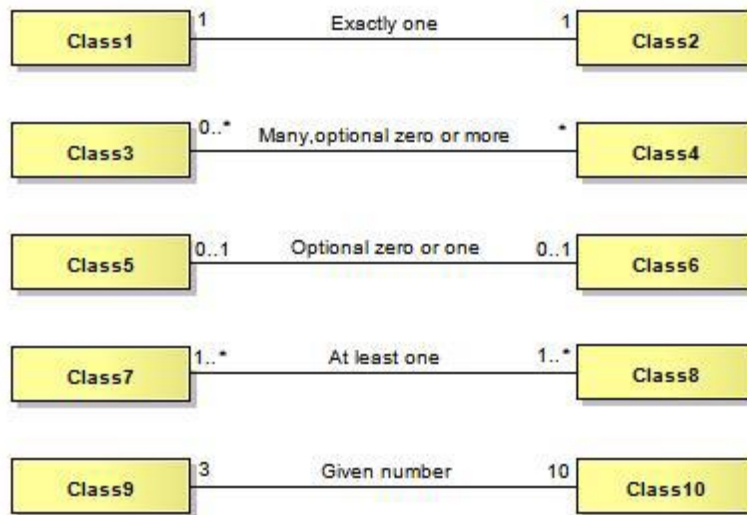 Class1 1 Exactly one 1 Class2
Class3 0..* Many,optional zero or more * Class4
Class5 0..1 Optional zero or one 0..1 Class6
Class7 1..* At least one 1..* Class8
Class9 3 Given number 10 Class10